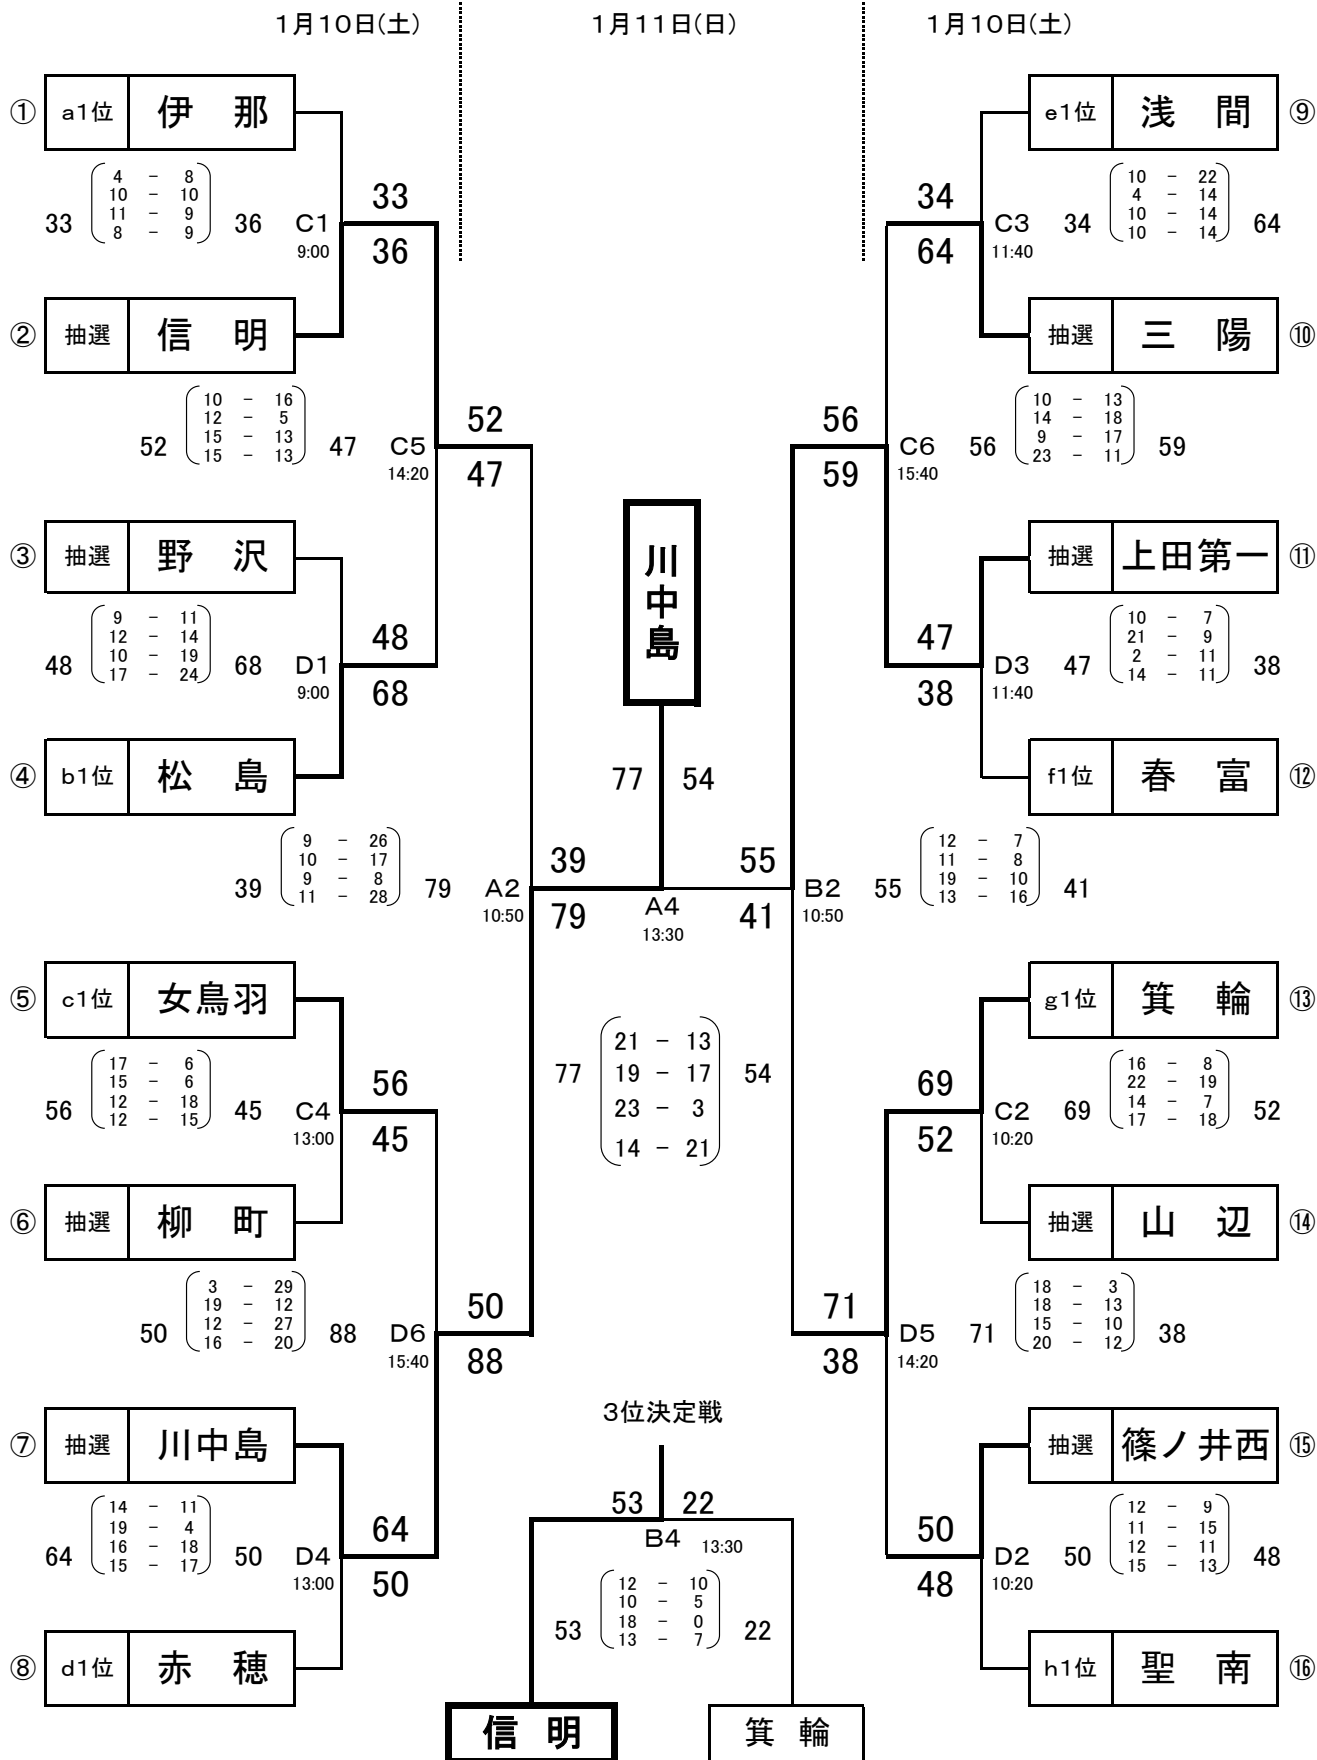 1月10日(土)
1月11日(日)
1月10日(土)
① a1位 伊 那
4 - 8
10 - 10
11 - 9
8 - 9
33 36
C1
9:00
33
36
② 抽選 信 明
10 - 16
12 - 5
15 - 13
15 - 13
52 47
C5
14:20
52
47
③ 抽選 野 沢
9 - 11
12 - 14
10 - 19
17 - 24
48 68
D1
9:00
48
68
④ b1位 松 島
9 - 26
10 - 17
9 - 8
11 - 28
39 79
A2
10:50
39
79
⑤ c1位 女鳥羽
17 - 6
15 - 6
12 - 18
12 - 15
56 45
C4
13:00
56
45
⑥ 抽選 柳 町
3 - 29
19 - 12
12 - 27
16 - 20
50 88
D6
15:40
50
88
⑦ 抽選 川中島
14 - 11
19 - 4
16 - 18
15 - 17
64 50
D4
13:00
64
50
⑧ d1位 赤 穂
川中島
77 54
A4
13:30
21 - 13
19 - 17
23 - 3
14 - 21
77 54
3位決定戦
53 22
B4 13:30
12 - 10
10 - 5
18 - 0
13 - 7
53 22
信 明
箕 輪
e1位 浅 間 ⑨
10 - 22
4 - 14
10 - 14
10 - 14
34 64
C3
11:40
34
64
抽選 三 陽 ⑩
10 - 13
14 - 18
9 - 17
23 - 11
56 59
C6
15:40
56
59
抽選 上田第一 ⑪
10 - 7
21 - 9
2 - 11
14 - 11
47 38
D3
11:40
47
38
f1位 春 富 ⑫
12 - 7
11 - 8
19 - 10
13 - 16
55 41
B2
10:50
55
41
g1位 箕 輪 ⑬
16 - 8
22 - 19
14 - 7
17 - 18
69 52
C2
10:20
69
52
抽選 山 辺 ⑭
18 - 3
18 - 13
15 - 10
20 - 12
71 38
D5
14:20
71
38
抽選 篠ノ井西 ⑮
12 - 9
11 - 15
12 - 11
15 - 13
50 48
D2
10:20
50
48
h1位 聖 南 ⑯